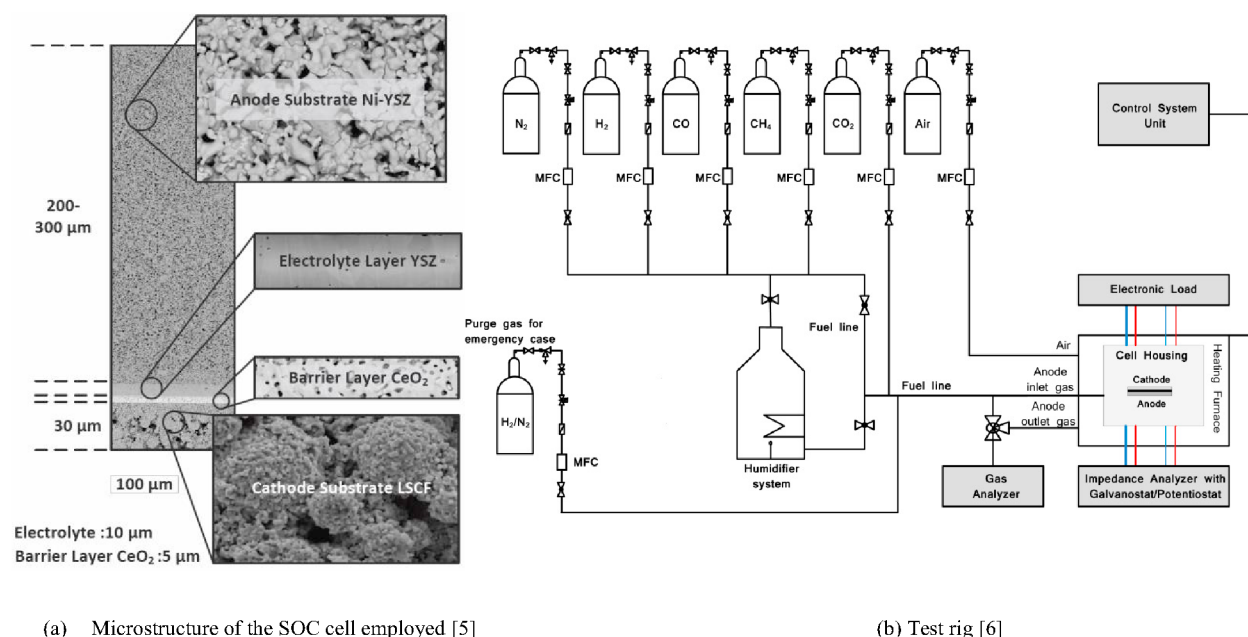 Anode Substrate Ni-YSZ
200-
300 µm
Electrolyte Layer YSZ
Barrier Layer CeO₂
30 µm
Cathode Substrate LSCF
100 µm
Electrolyte :10 µm
Barrier Layer CeO₂ :5 µm
(a) Microstructure of the SOC cell employed [5]
N₂
H₂
CO
CH₄
CO₂
Air
Control System
Unit
MFC
MFC
MFC
MFC
MFC
MFC
Purge gas for
emergency case
H₂/N₂
MFC
Fuel line
Humidifier
system
Fuel line
Electronic Load
Air
Cell Housing
Anode
inlet gas
Cathode
Anode
Anode
outlet gas
Heating Furnace
Gas
Analyzer
Impedance Analyzer with
Galvanostat/Potentiostat
(b) Test rig [6]